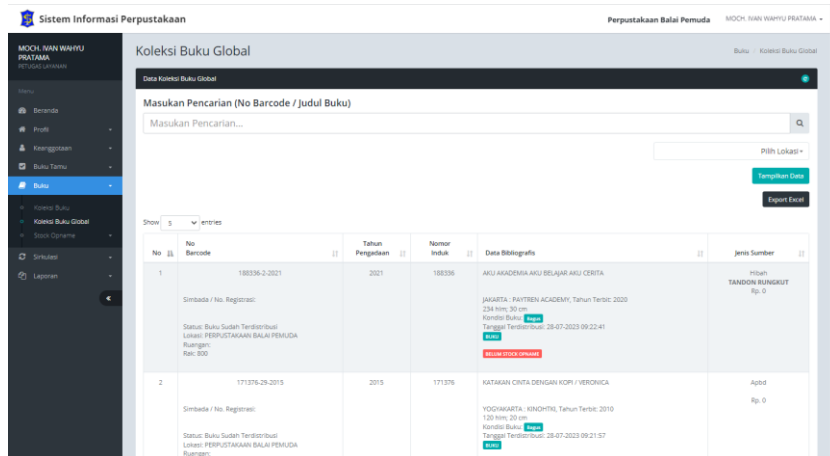 Sistem Informasi Perpustakaan
Perpustakaan Balai Pemuda
MOCH. IVAN WAHYU PRATAMA
MOCH. IVAN WAHYU
PRATAMA
PETUGAS LAYANAN
Menu
Beranda
Profil
Keanggotaan
Buku Tamu
Buku
Koleksi Buku
Koleksi Buku Global
Stock Opname
Sirkulasi
Laporan
Koleksi Buku Global
Buku / Koleksi Buku Global
Data Koleksi Buku Global
Masukan Pencarian (No Barcode / Judul Buku)
Masukan Pencarian...
Pilih Lokasi
Tampilkan Data
Export Excel
Show 5 entries
No
No Barcode
Tahun Pengadaan
Nomor Induk
Data Bibliografis
Jenis Sumber
1
188336-2-2021
Simbada / No. Registrasi:
Status: Buku Sudah Terdistribusi
Lokasi: PERPUSTAKAAN BALAI PEMUDA
Ruangan:
Rak: 800
2021
188336
AKU AKADEMIA AKU BELAJAR AKU CERITA
JAKARTA : PAYTREN ACADEMY, Tahun Terbit: 2020
234 hlm; 30 cm
Kondisi Buku: Bagus
Tanggal Terdistribusi: 28-07-2023 09:22:41
BUKU
BELUM STOCK OPNAME
Hibah
TANDON RUNGKUT
Rp. 0
2
171376-29-2015
Simbada / No. Registrasi:
Status: Buku Sudah Terdistribusi
Lokasi: PERPUSTAKAAN BALAI PEMUDA
Ruangan:
2015
171376
KATAKAN CINTA DENGAN KOPI / VERONICA
YOGYAKARTA : KINOHTKI, Tahun Terbit: 2010
120 hlm; 20 cm
Kondisi Buku: Bagus
Tanggal Terdistribusi: 28-07-2023 09:21:57
BUKU
Apbd
Rp. 0